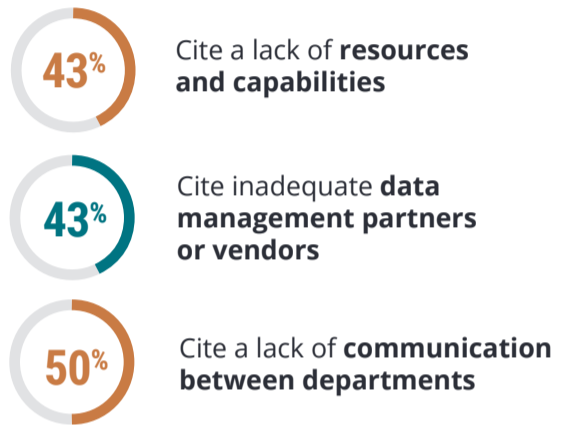 43%
Cite a lack of resources
and capabilities
43%
Cite inadequate data
management partners
or vendors
50%
Cite a lack of communication
between departments